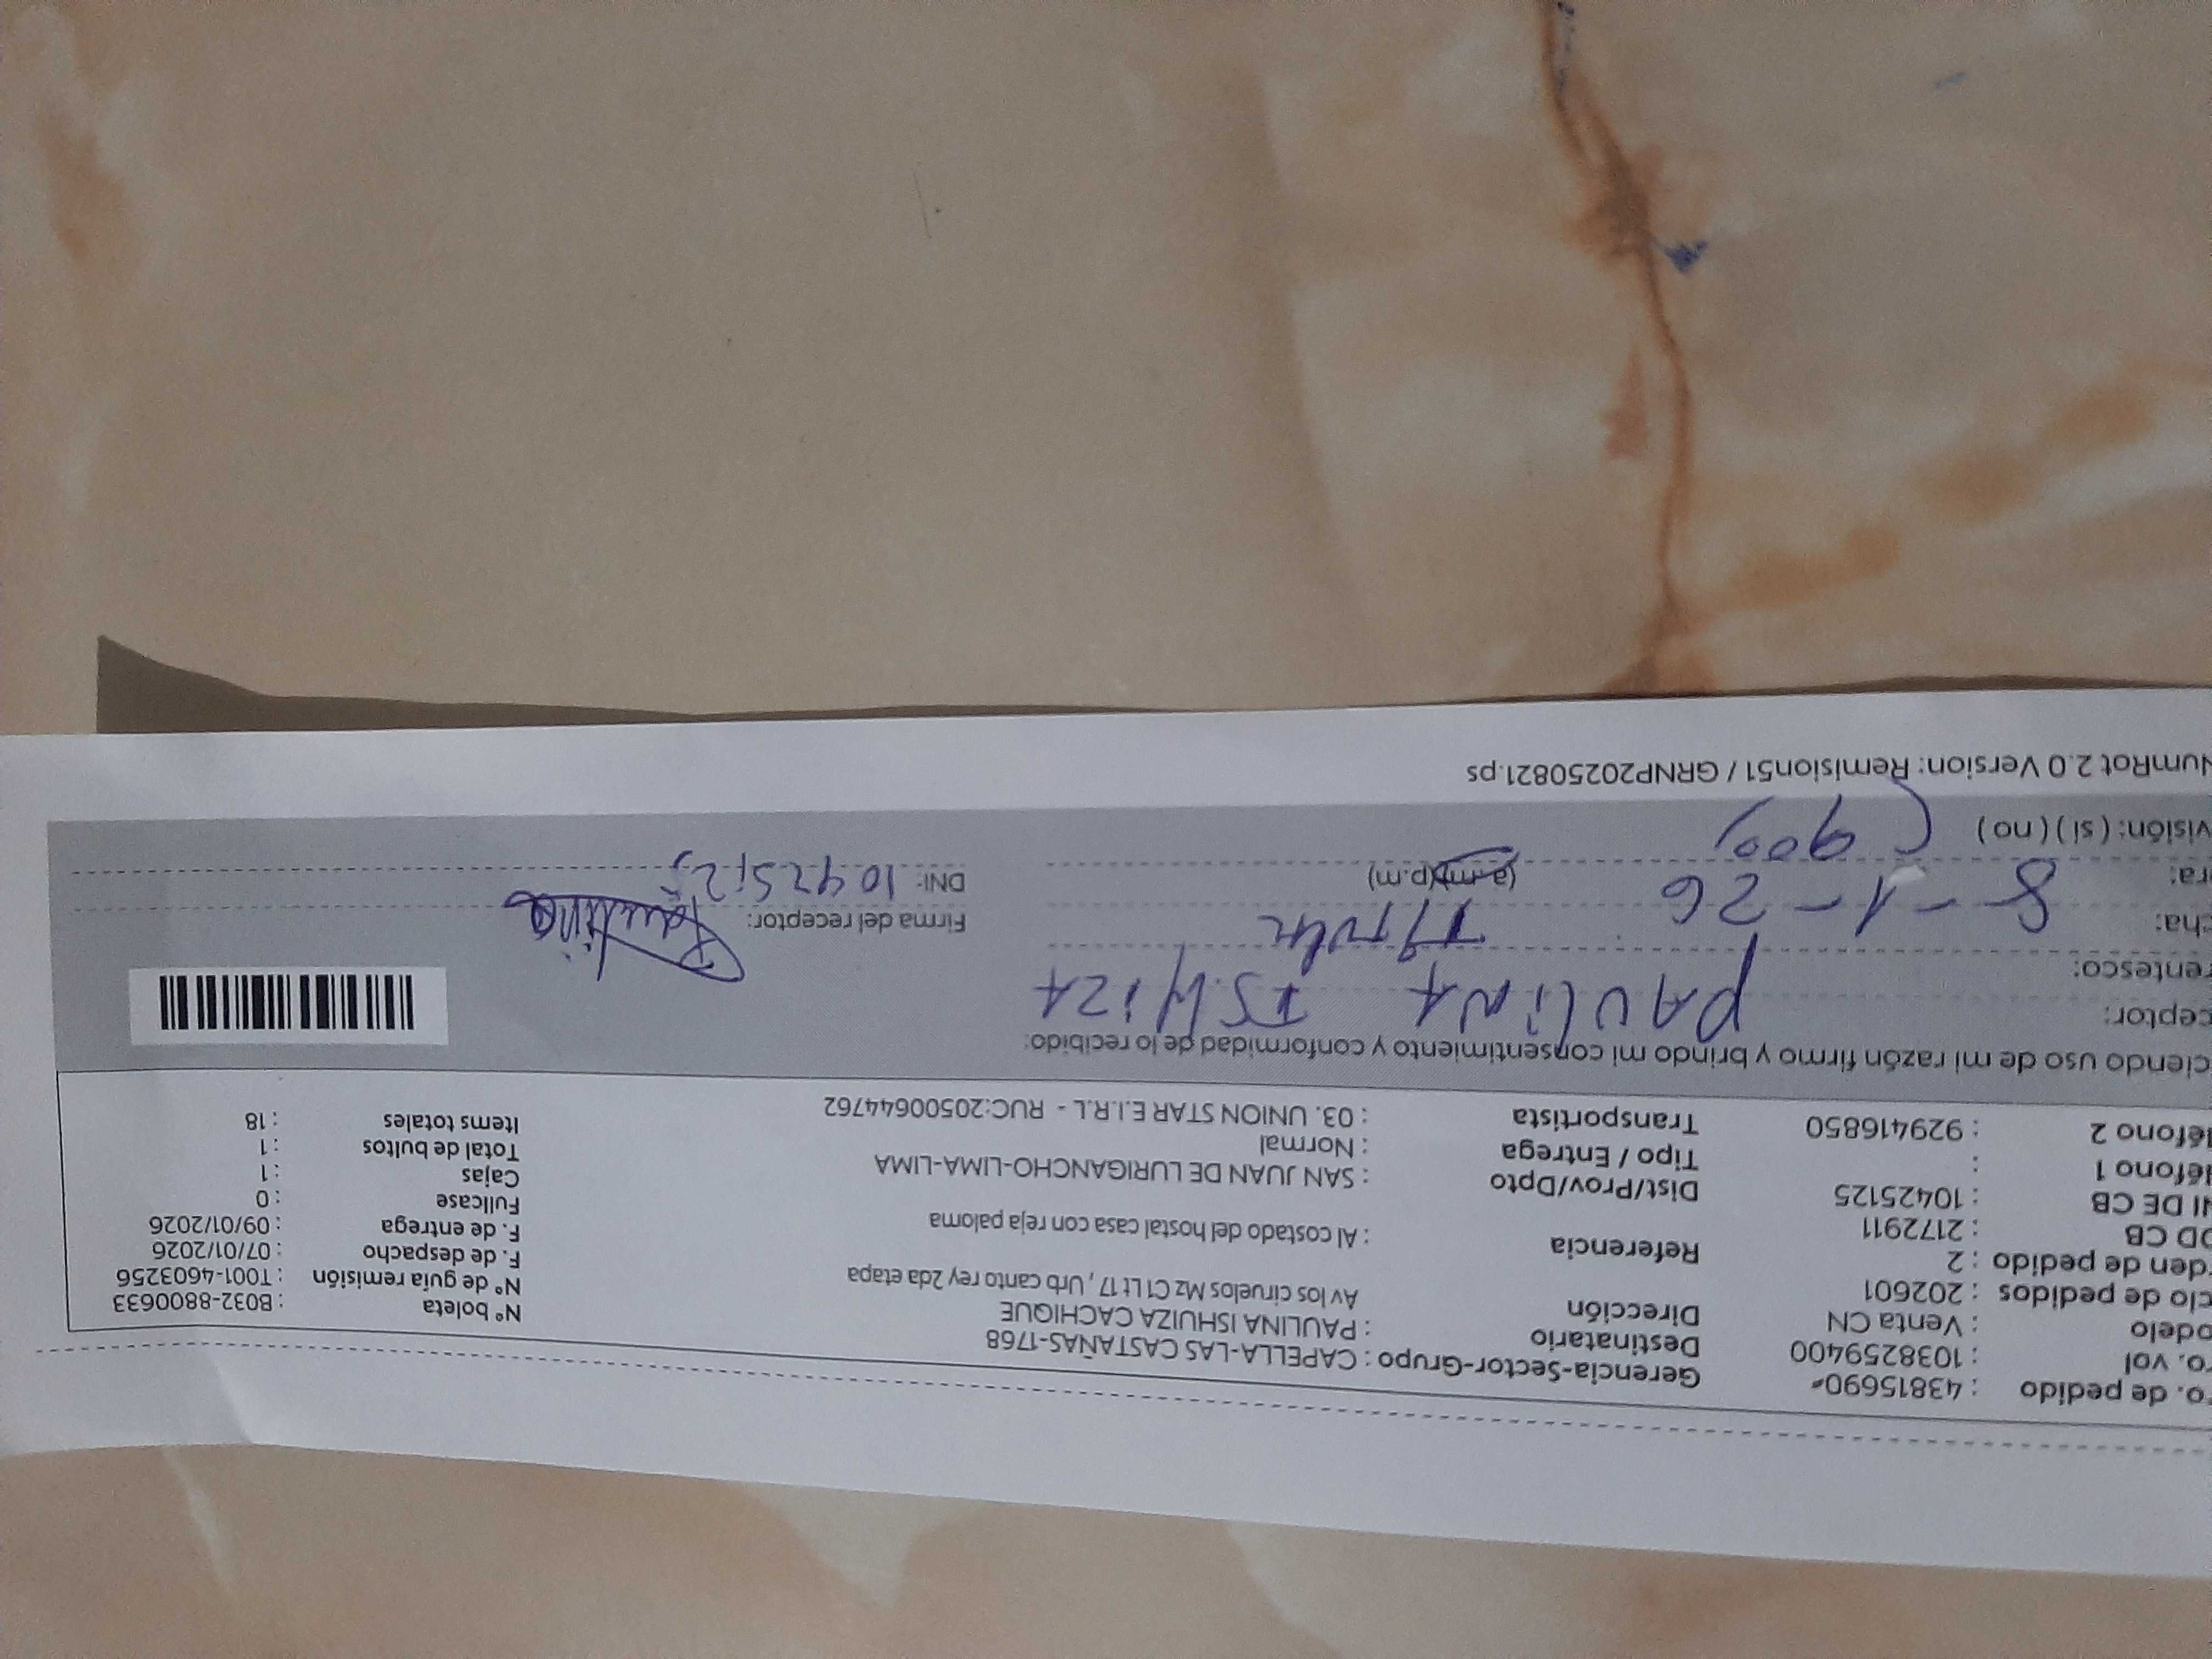 ro. de pedido : 43815690 Gerencia-Sector-Grupo : CAPELLA-LAS CASTAÑAS-1768
ro. vol : 1038259400 Destinatario : PAULINA ISHUIZA CACHIQUE Nº boleta : B032-8800633
odelo : Venta CN Dirección Av los ciruelos Mz C1 Lt 17 , Urb canto rey 2da etapa Nº de guía remisión : T001-4603256
clo de pedidos : 202601 F. de despacho : 07/01/2026
rden de pedido : 2 Referencia : Al costado del hostal casa con reja paloma F. de entrega : 09/01/2026
OD CB : 2172911 Fullcase : 0
NI DE CB : 10425125 Dist/Prov/Dpto : SAN JUAN DE LURIGANCHO-LIMA-LIMA Cajas : 1
léfono 1 : Tipo / Entrega : Normal Total de bultos : 1
léfono 2 : 929416850 Transportista : 03. UNION STAR E.I.R.L - RUC:20500644762 Items totales : 18
ciendo uso de mi razón firmo y brindo mi consentimiento y conformidad de lo recibido:
ceptor: PAULINA ISHIZA
rentesco:
cha: 8-1-26 Firma del receptor: Paulina
ra: (a.m)(p.m) DNI: 10425125
visión: ( si ) ( no )
NumRot 2.0 Version: Remision51 / GRNP20250821.ps